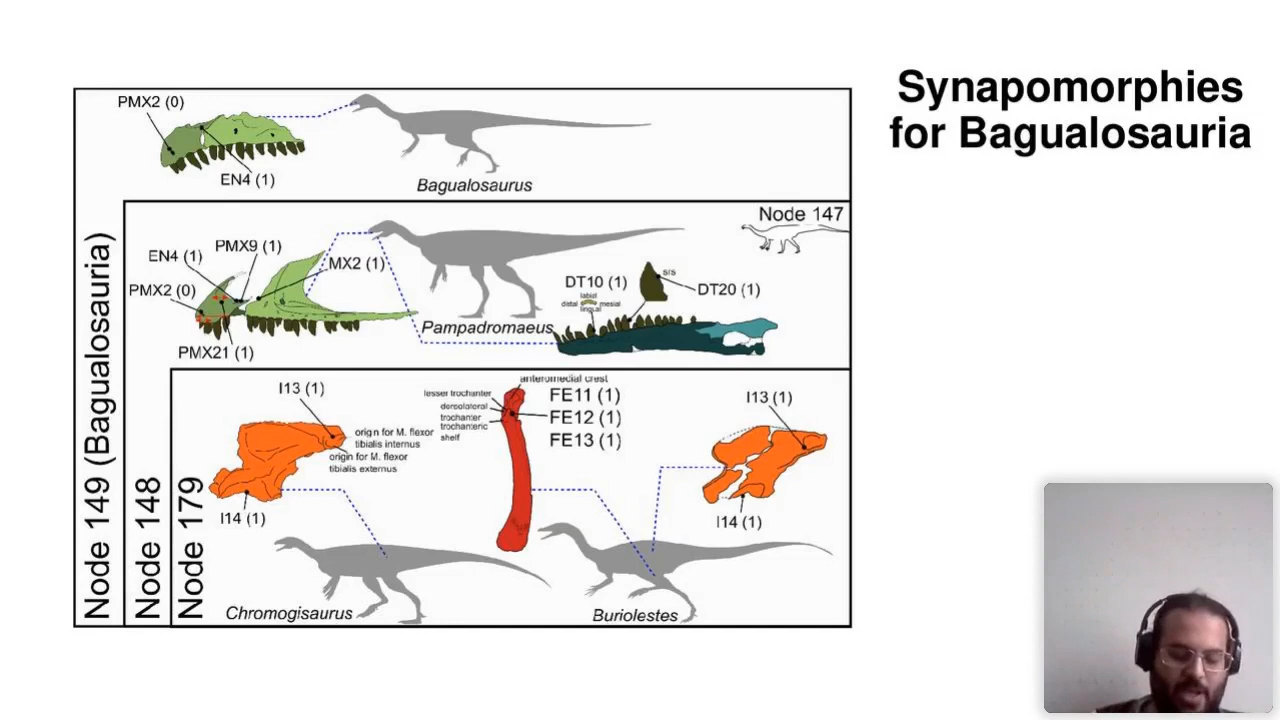 Synapomorphies
for Bagualosauria
PMX2 (0)
EN4 (1)
Bagualosaurus
Node 149 (Bagualosauria)
Node 147
EN4 (1)
PMX9 (1)
MX2 (1)
PMX2 (0)
PMX21 (1)
Pampadromaeus
DT10 (1)
labial
distal
mesial
lingual
srs
DT20 (1)
Node 148
Node 179
I13 (1)
origin for M. flexor
tibialis internus
origin for M. flexor
tibialis externus
I14 (1)
Chromogisaurus
anteromedial crest
lesser trochanter
dorsolateral
trochanter
trochanteric
shelf
FE11 (1)
FE12 (1)
FE13 (1)
I13 (1)
I14 (1)
Buriolestes